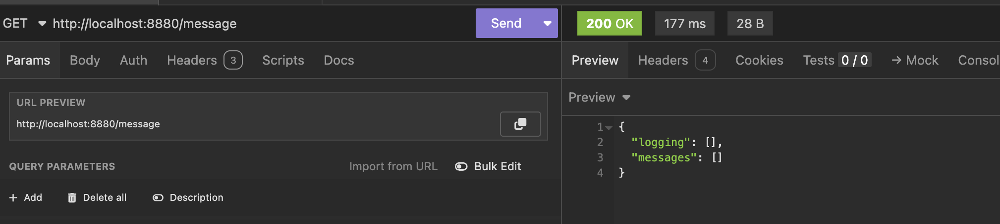 GET http://localhost:8880/message Send 200 OK 177 ms 28 B
Params Body Auth Headers 3 Scripts Docs
Preview Headers 4 Cookies Tests 0 / 0 → Mock Consol
URL PREVIEW
http://localhost:8880/message
QUERY PARAMETERS Import from URL Bulk Edit
+ Add Delete all Description
Preview
1 {
2 "logging": [],
3 "messages": []
4 }